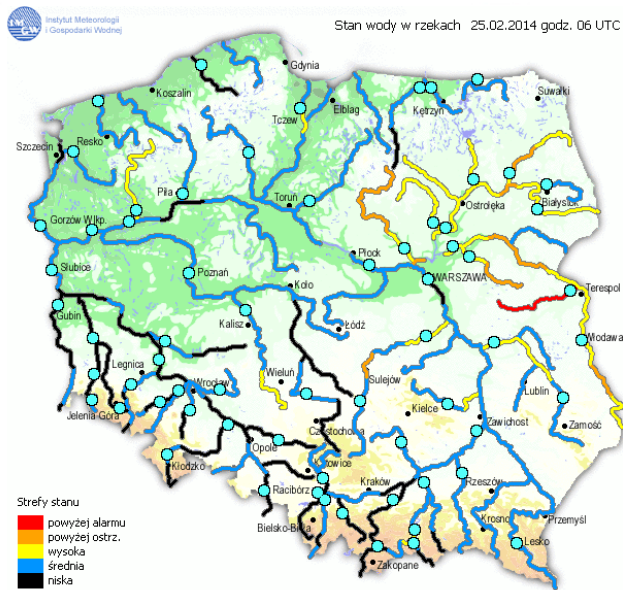 Instytut Meteorologii
i Gospodarki Wodnej
Stan wody w rzekach 25.02.2014 godz. 06 UTC
Gdynia
Koszalin
Suwałki
Elbląg
Kętrzyn
Tczew
Resko
Szczecin
Piła
Białystok
Toruń
Ostrołęka
Gorzów Wlkp.
Płock
Słubice
Poznań
WARSZAWA
Terespol
Koło
Gubin
Kalisz
Łódź
Włodawa
Legnica
Wieluń
Sulejów
Wrocław
Lublin
Jelenia Góra
Kielce
Zawichost
Zamość
Częstochowa
Opole
Kłodzko
Katowice
Racibórz
Kraków
Rzeszów
Strefy stanu
Krosno
Przemyśl
powyżej alarmu
Bielsko-Biała
powyżej ostrz.
Lesko
wysoka
średnia
Zakopane
niska